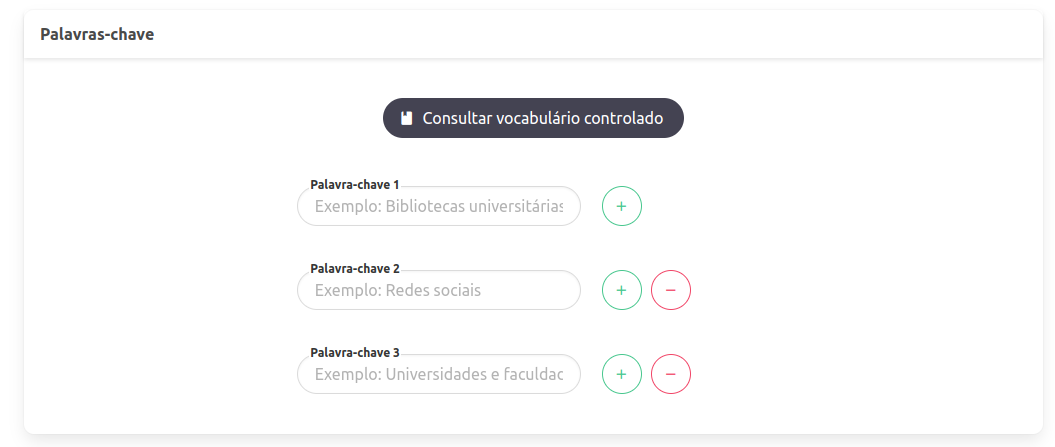 Palavras-chave
Consultar vocabulário controlado
Palavra-chave 1
Exemplo: Bibliotecas universitárias
+
Palavra-chave 2
Exemplo: Redes sociais
+ −
Palavra-chave 3
Exemplo: Universidades e faculdac
+ −